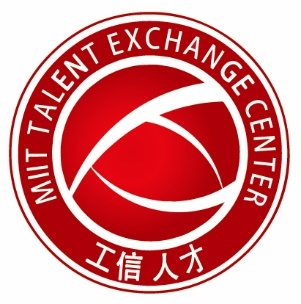 MIIT TALENT EXCHANGE CENTER
工信人才